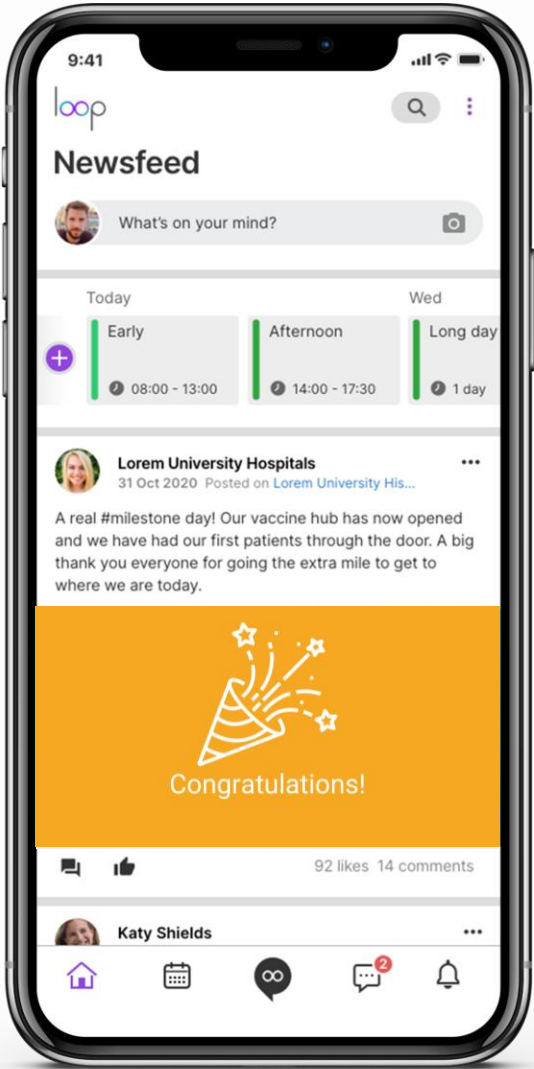 9:41
loop
Newsfeed
What's on your mind?
Today
Wed
Early
Afternoon
Long day
08:00 - 13:00
14:00 - 17:30
1 day
Lorem University Hospitals
31 Oct 2020 Posted on Lorem University His...
A real #milestone day! Our vaccine hub has now opened
and we have had our first patients through the door. A big
thank you everyone for going the extra mile to get to
where we are today.
Congratulations!
92 likes 14 comments
Katy Shields
2